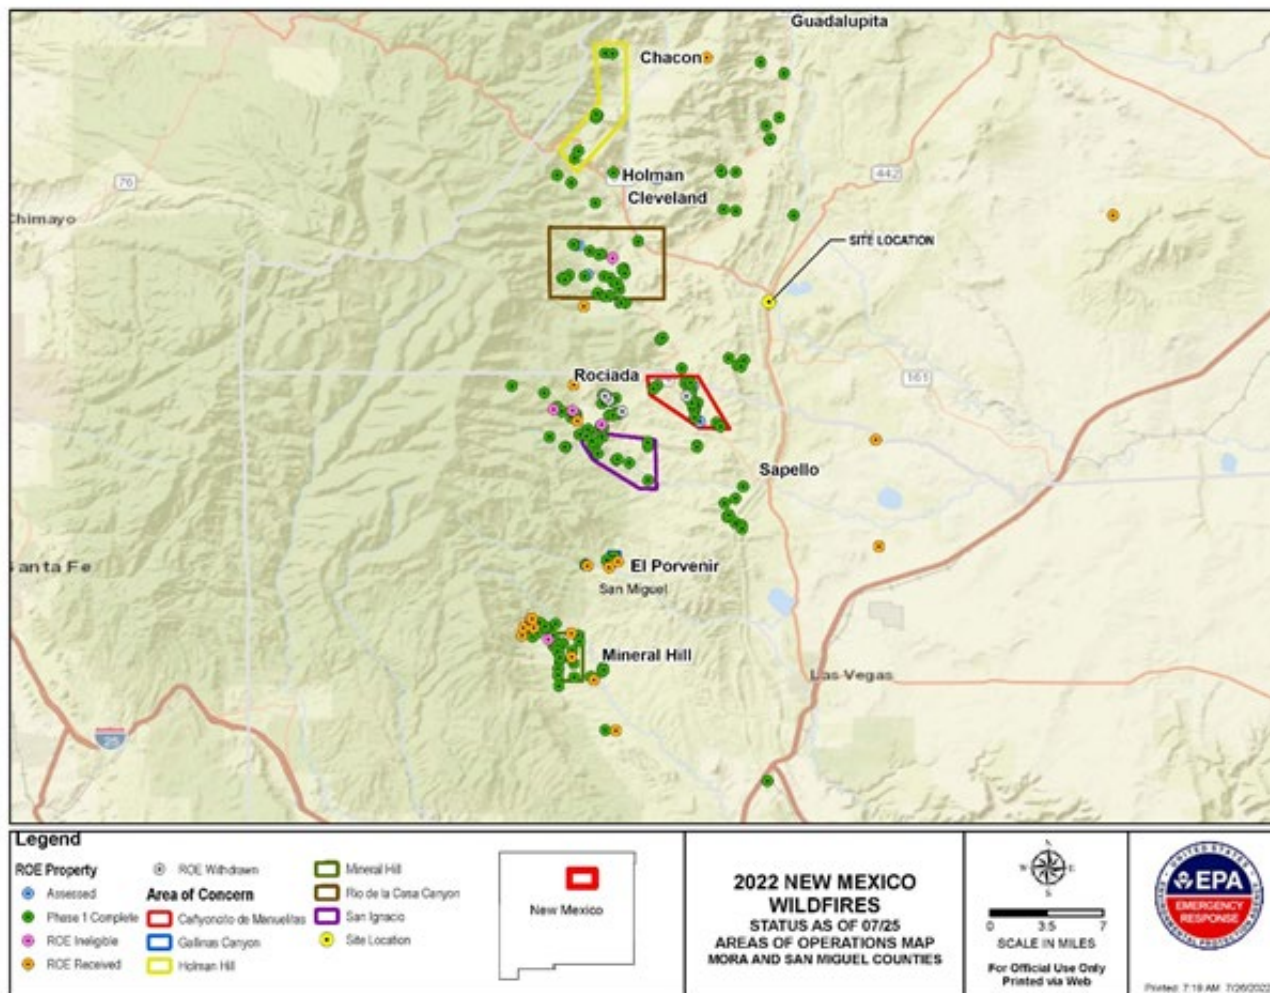 Guadalupita
Chacon
Holman
Cleveland
76
442
Chimayo
SITE LOCATION
Rociada
161
Sapello
Santa Fe
El Porvenir
San Miguel
Mineral Hill
Las Vegas
25
Legend
ROE Property
Assessed
Phase 1 Complete
ROE Ineligible
ROE Received
ROE Withdrawn
Area of Concern
Cañyoncito de Manuelitas
Gallinas Canyon
Holman Hill
Mineral Hill
Rio de la Casa Canyon
San Ignacio
Site Location
New Mexico
2022 NEW MEXICO
WILDFIRES
STATUS AS OF 07/25
AREAS OF OPERATIONS MAP
MORA AND SAN MIGUEL COUNTIES
N
W E
S
0 3.5 7
SCALE IN MILES
For Official Use Only
Printed via Web
UNITED STATES
EPA
EMERGENCY
RESPONSE
ENVIRONMENTAL PROTECTION AGENCY
Printed: 7:19 AM 7/26/2022